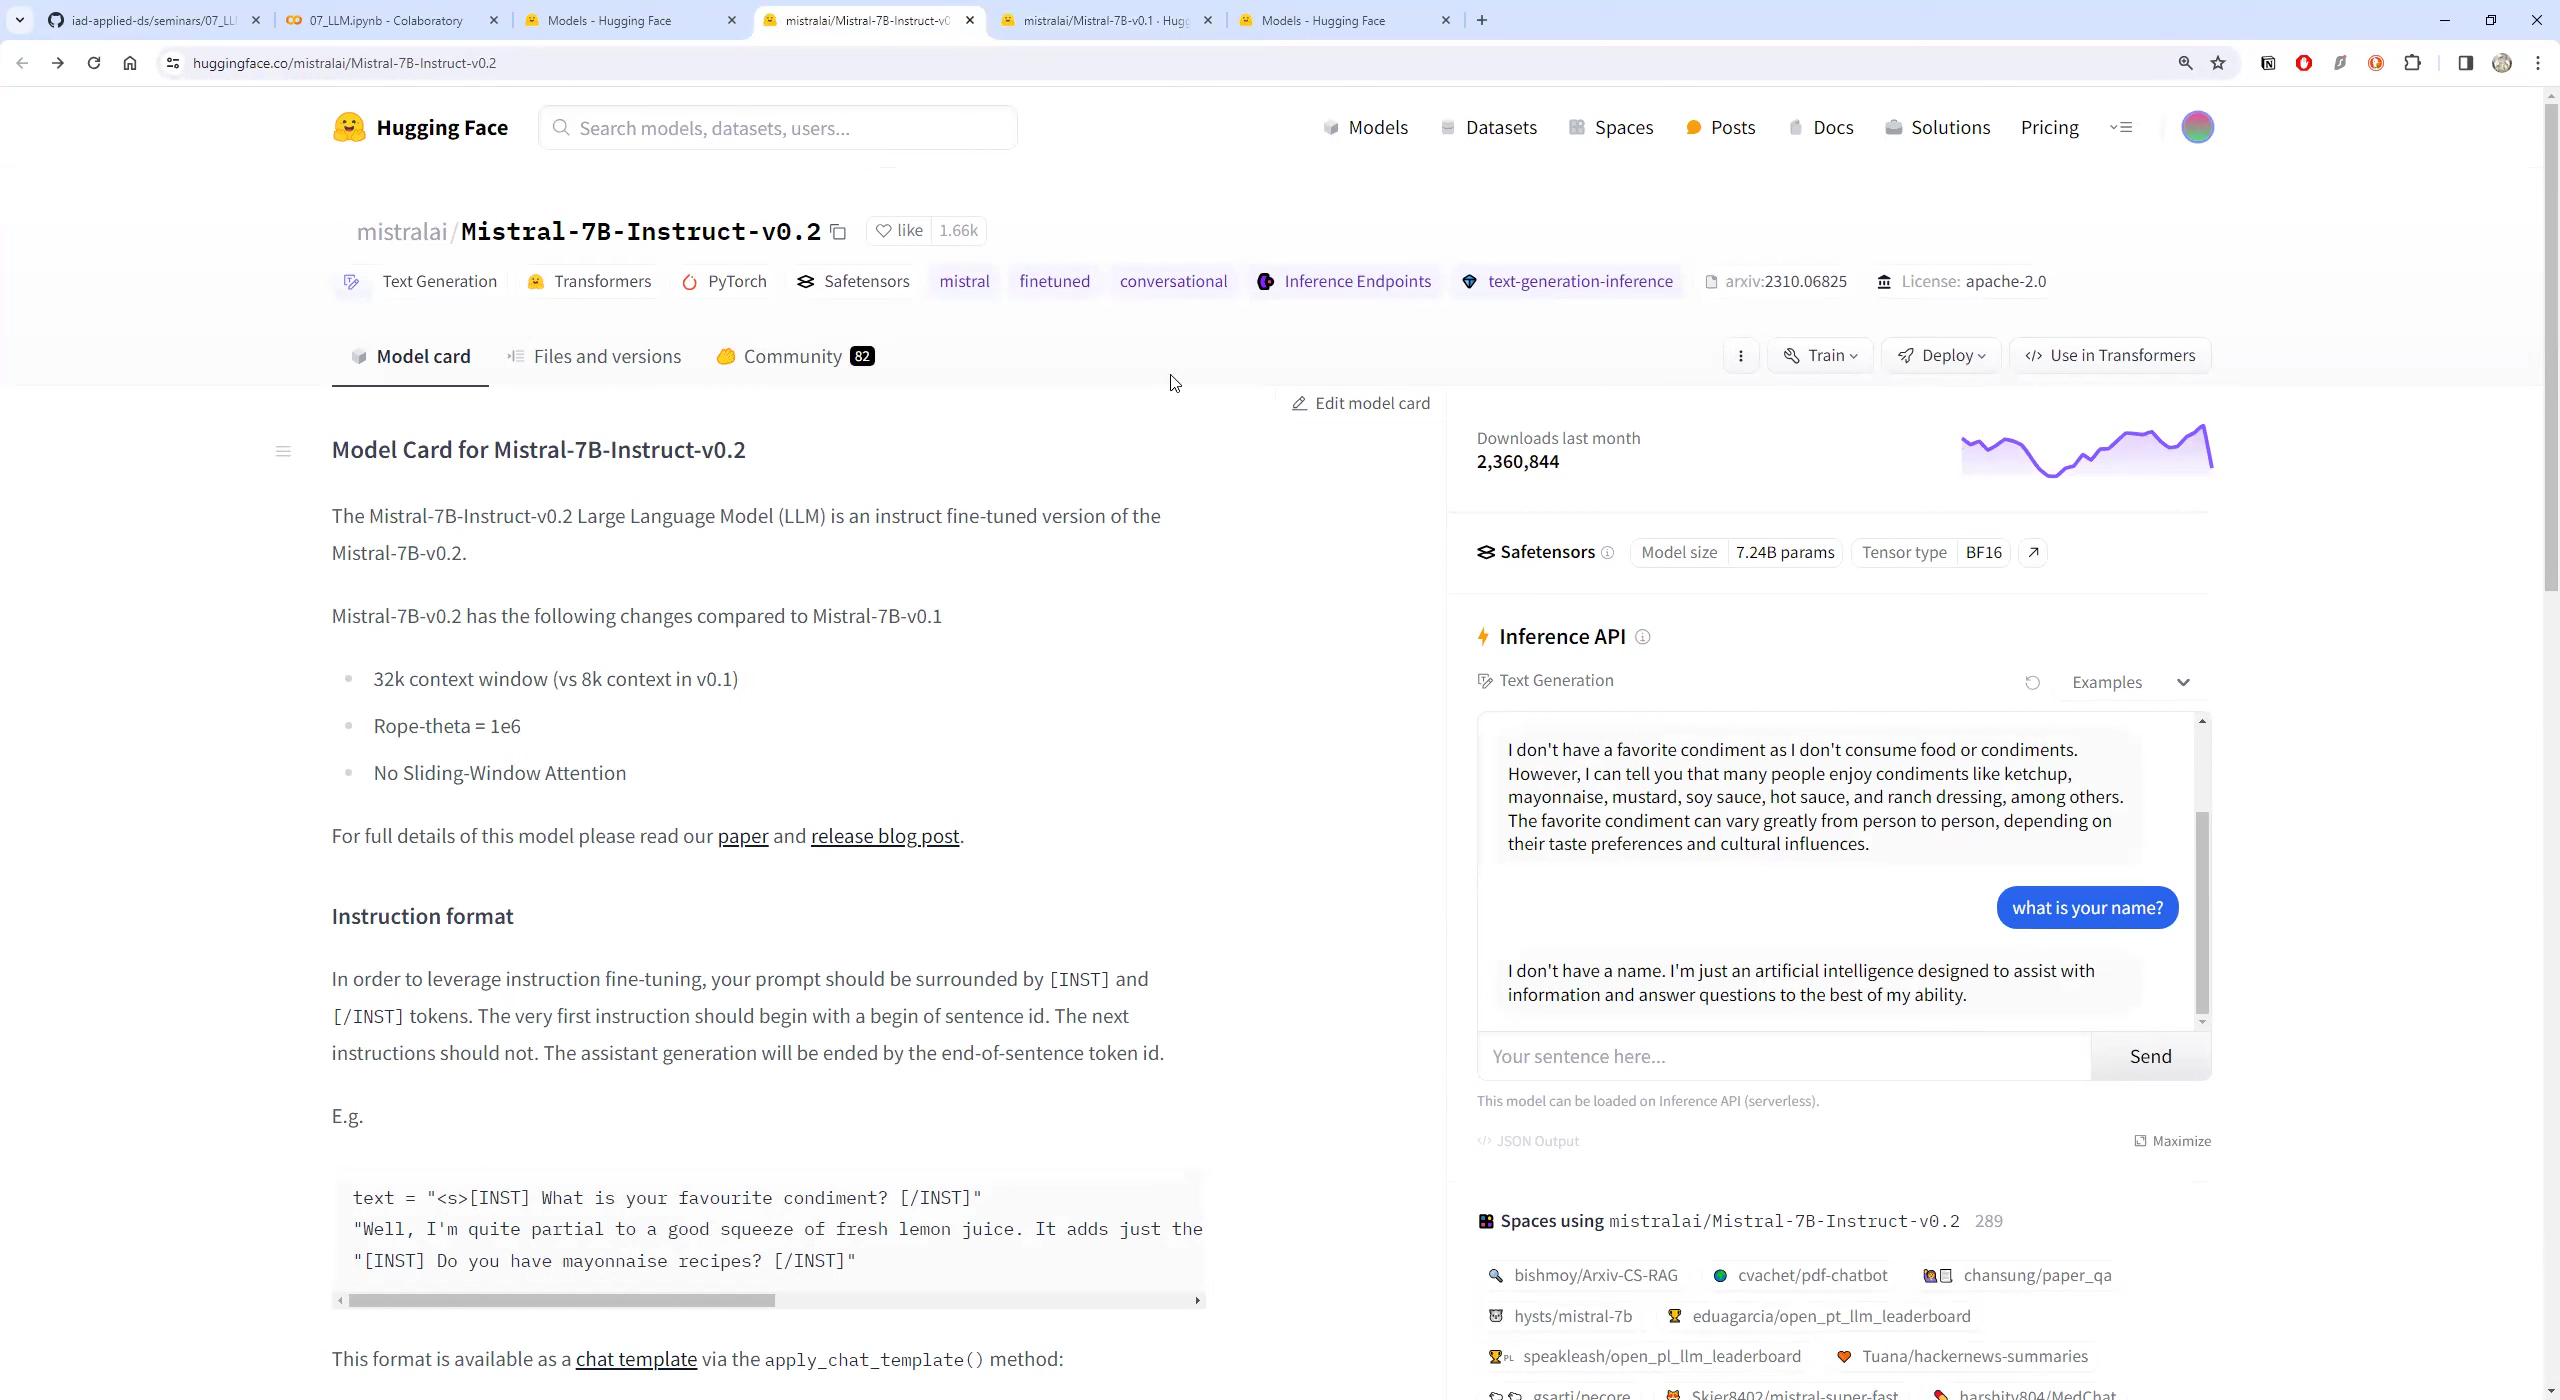 iad-applied-ds/seminars/07_LL
07_LLM.ipynb - Colaboratory
Models - Hugging Face
mistralai/Mistral-7B-Instruct-v0
mistralai/Mistral-7B-v0.1 · Hugg
Models - Hugging Face
huggingface.co/mistralai/Mistral-7B-Instruct-v0.2
Hugging Face
Search models, datasets, users...
Models
Datasets
Spaces
Posts
Docs
Solutions
Pricing
mistralai/Mistral-7B-Instruct-v0.2
like 1.66k
Text Generation
Transformers
PyTorch
Safetensors
mistral
finetuned
conversational
Inference Endpoints
text-generation-inference
arxiv:2310.06825
License: apache-2.0
Model card
Files and versions
Community 82
Train
Deploy
</> Use in Transformers
Edit model card
Model Card for Mistral-7B-Instruct-v0.2
The Mistral-7B-Instruct-v0.2 Large Language Model (LLM) is an instruct fine-tuned version of the
Mistral-7B-v0.2.
Mistral-7B-v0.2 has the following changes compared to Mistral-7B-v0.1
32k context window (vs 8k context in v0.1)
Rope-theta = 1e6
No Sliding-Window Attention
For full details of this model please read our paper and release blog post.
Instruction format
In order to leverage instruction fine-tuning, your prompt should be surrounded by [INST] and
[/INST] tokens. The very first instruction should begin with a begin of sentence id. The next
instructions should not. The assistant generation will be ended by the end-of-sentence token id.
E.g.
text = "<s>[INST] What is your favourite condiment? [/INST]"
"Well, I'm quite partial to a good squeeze of fresh lemon juice. It adds just the
"[INST] Do you have mayonnaise recipes? [/INST]"
This format is available as a chat template via the apply_chat_template() method:
Downloads last month
2,360,844
Safetensors
Model size 7.24B params
Tensor type BF16
Inference API
Text Generation
Examples
I don't have a favorite condiment as I don't consume food or condiments.
However, I can tell you that many people enjoy condiments like ketchup,
mayonnaise, mustard, soy sauce, hot sauce, and ranch dressing, among others.
The favorite condiment can vary greatly from person to person, depending on
their taste preferences and cultural influences.
what is your name?
I don't have a name. I'm just an artificial intelligence designed to assist with
information and answer questions to the best of my ability.
Your sentence here...
Send
This model can be loaded on Inference API (serverless).
</> JSON Output
Maximize
Spaces using mistralai/Mistral-7B-Instruct-v0.2 289
bishmoy/Arxiv-CS-RAG
cvachet/pdf-chatbot
chansung/paper_qa
hysts/mistral-7b
eduagarcia/open_pt_llm_leaderboard
speakleash/open_pl_llm_leaderboard
Tuana/hackernews-summaries
gsarti/pecore
Skier8402/mistral-super-fast
harshitv804/MedChat